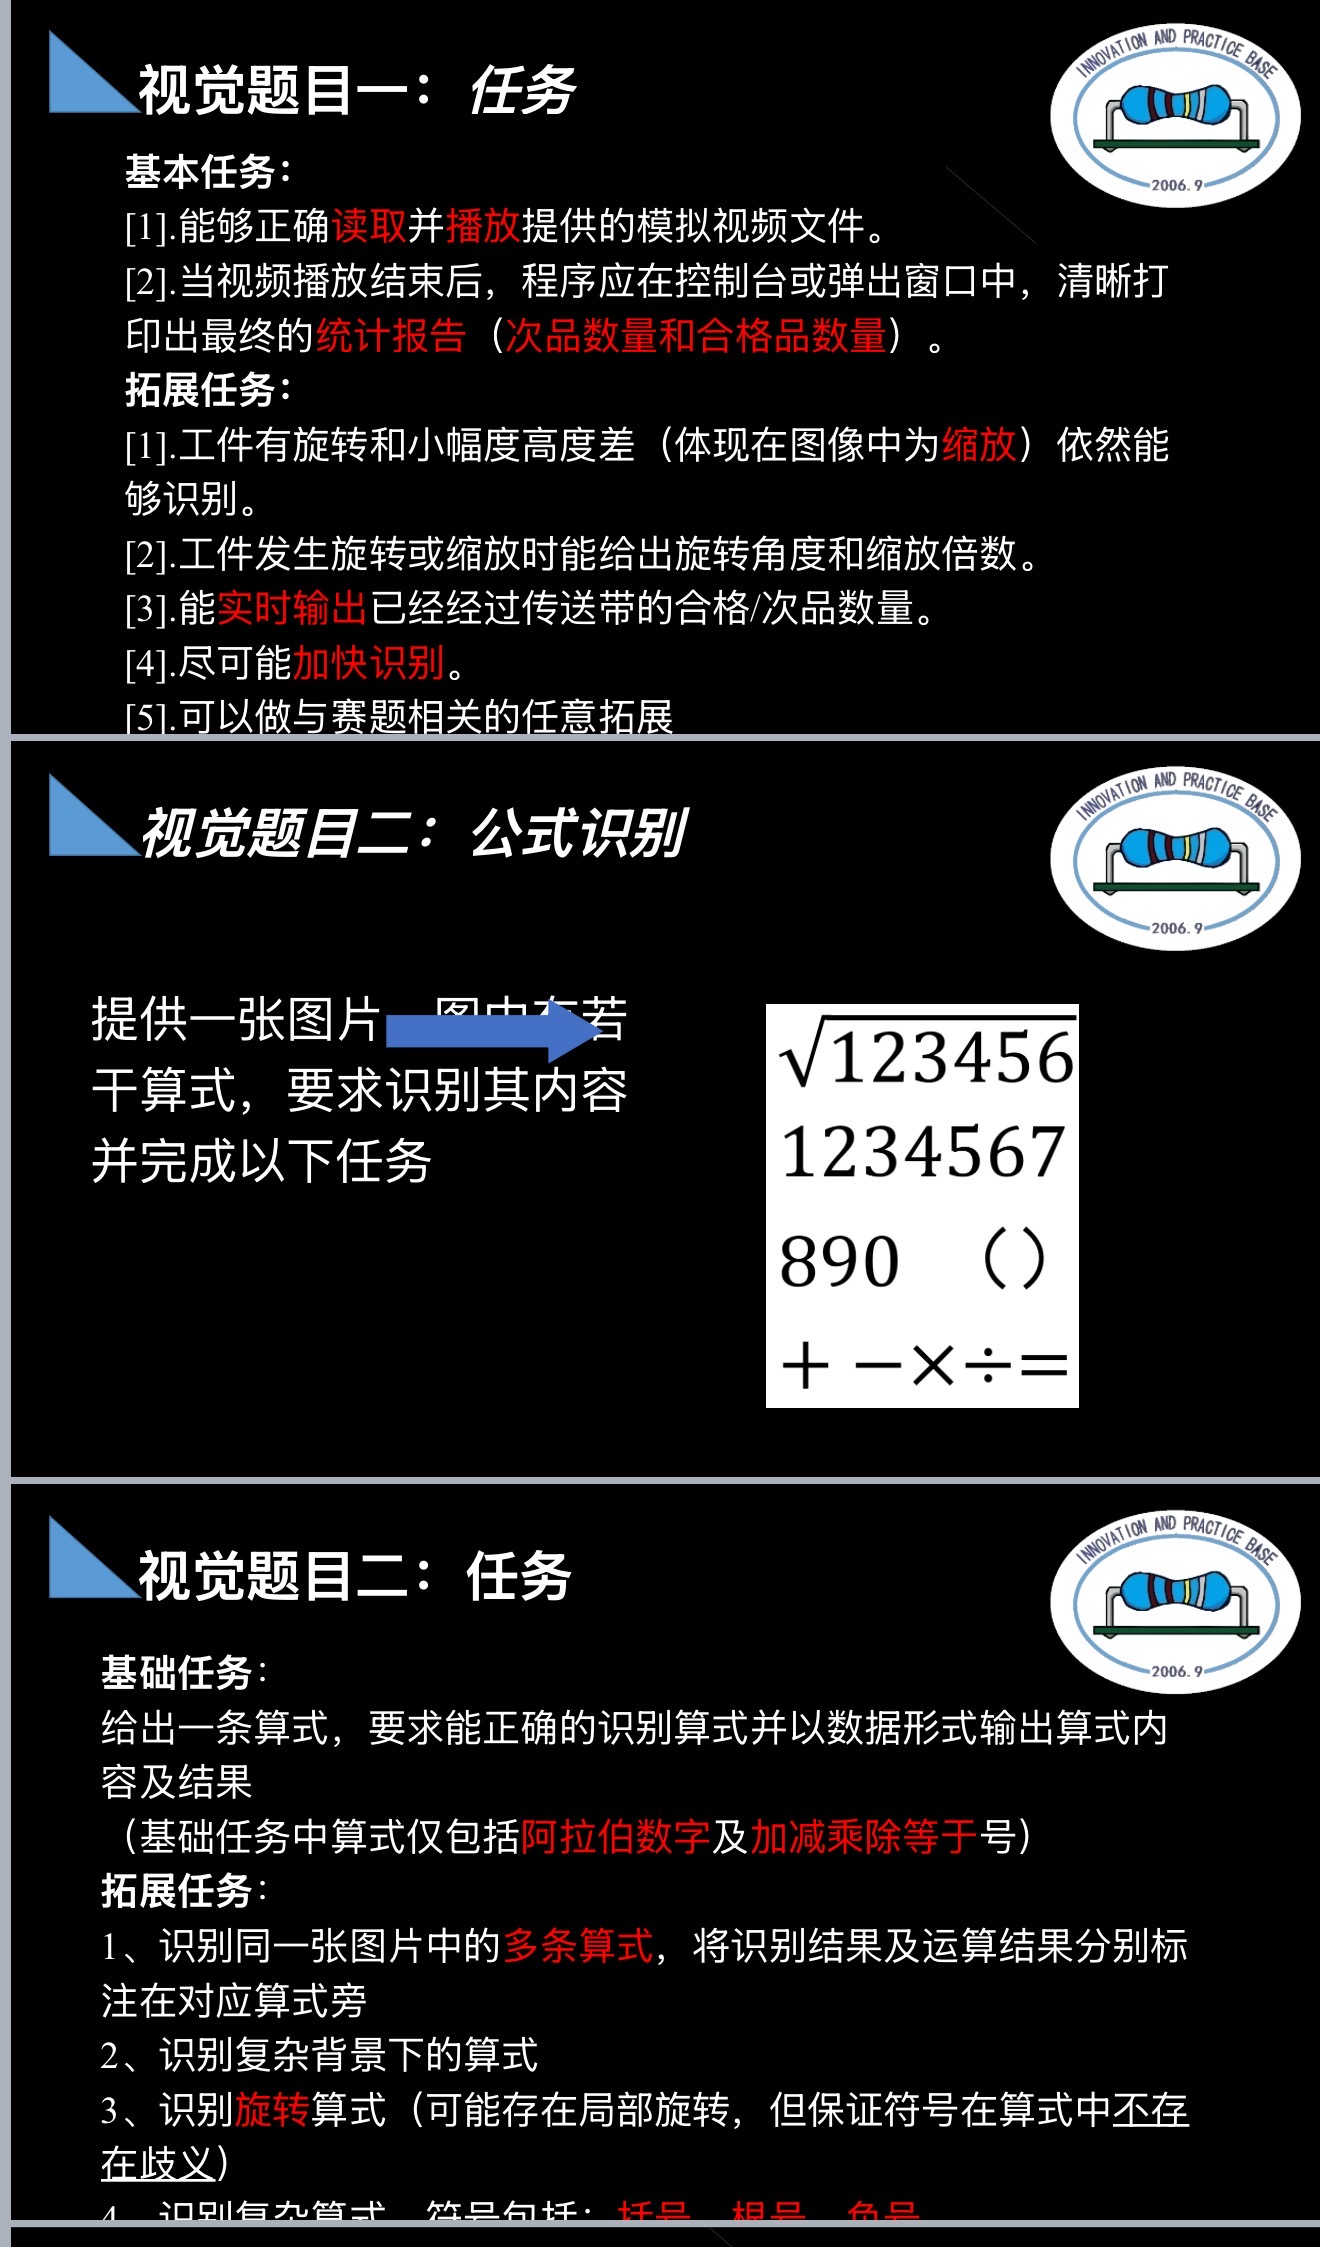 视觉题目一：任务
INNOVATION AND PRACTICE BASE
2006.9
基本任务：
[1].能够正确读取并播放提供的模拟视频文件。
[2].当视频播放结束后，程序应在控制台或弹出窗口中，清晰打
印出最终的统计报告（次品数量和合格品数量）。
拓展任务：
[1].工件有旋转和小幅度高度差（体现在图像中为缩放）依然能
够识别。
[2].工件发生旋转或缩放时能给出旋转角度和缩放倍数。
[3].能实时输出已经经过传送带的合格/次品数量。
[4].尽可能加快识别。
[5].可以做与赛题相关的任意拓展
视觉题目二：公式识别
INNOVATION AND PRACTICE BASE
2006.9
提供一张图片 图中有若
干算式，要求识别其内容
并完成以下任务
√123456
1234567
890 （）
+ −×÷=
视觉题目二：任务
INNOVATION AND PRACTICE BASE
2006.9
基础任务：
给出一条算式，要求能正确的识别算式并以数据形式输出算式内
容及结果
（基础任务中算式仅包括阿拉伯数字及加减乘除等于号）
拓展任务：
1、识别同一张图片中的多条算式，将识别结果及运算结果分别标
注在对应算式旁
2、识别复杂背景下的算式
3、识别旋转算式（可能存在局部旋转，但保证符号在算式中不存
在歧义）
4、识别复杂算式，符号包括：括号、根号、负号